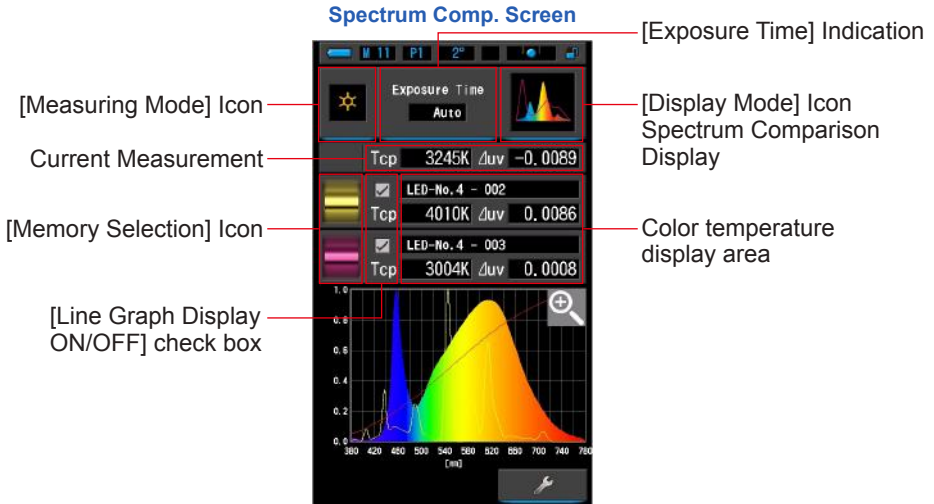 Spectrum Comp. Screen
[Exposure Time] Indication
M 11 P1 2°
[Measuring Mode] Icon
Exposure Time
Auto
[Display Mode] Icon
Spectrum Comparison
Display
Current Measurement
Tcp 3245K ⊿uv -0.0089
LED-No.4 - 002
Tcp 4010K ⊿uv 0.0086
[Memory Selection] Icon
LED-No.4 - 003
Tcp 3004K ⊿uv 0.0008
Color temperature
display area
[Line Graph Display
ON/OFF] check box
1.0
0.8
0.6
0.4
0.2
0.0
380 420 460 500 540 580 620 660 700 740 780
[nm]